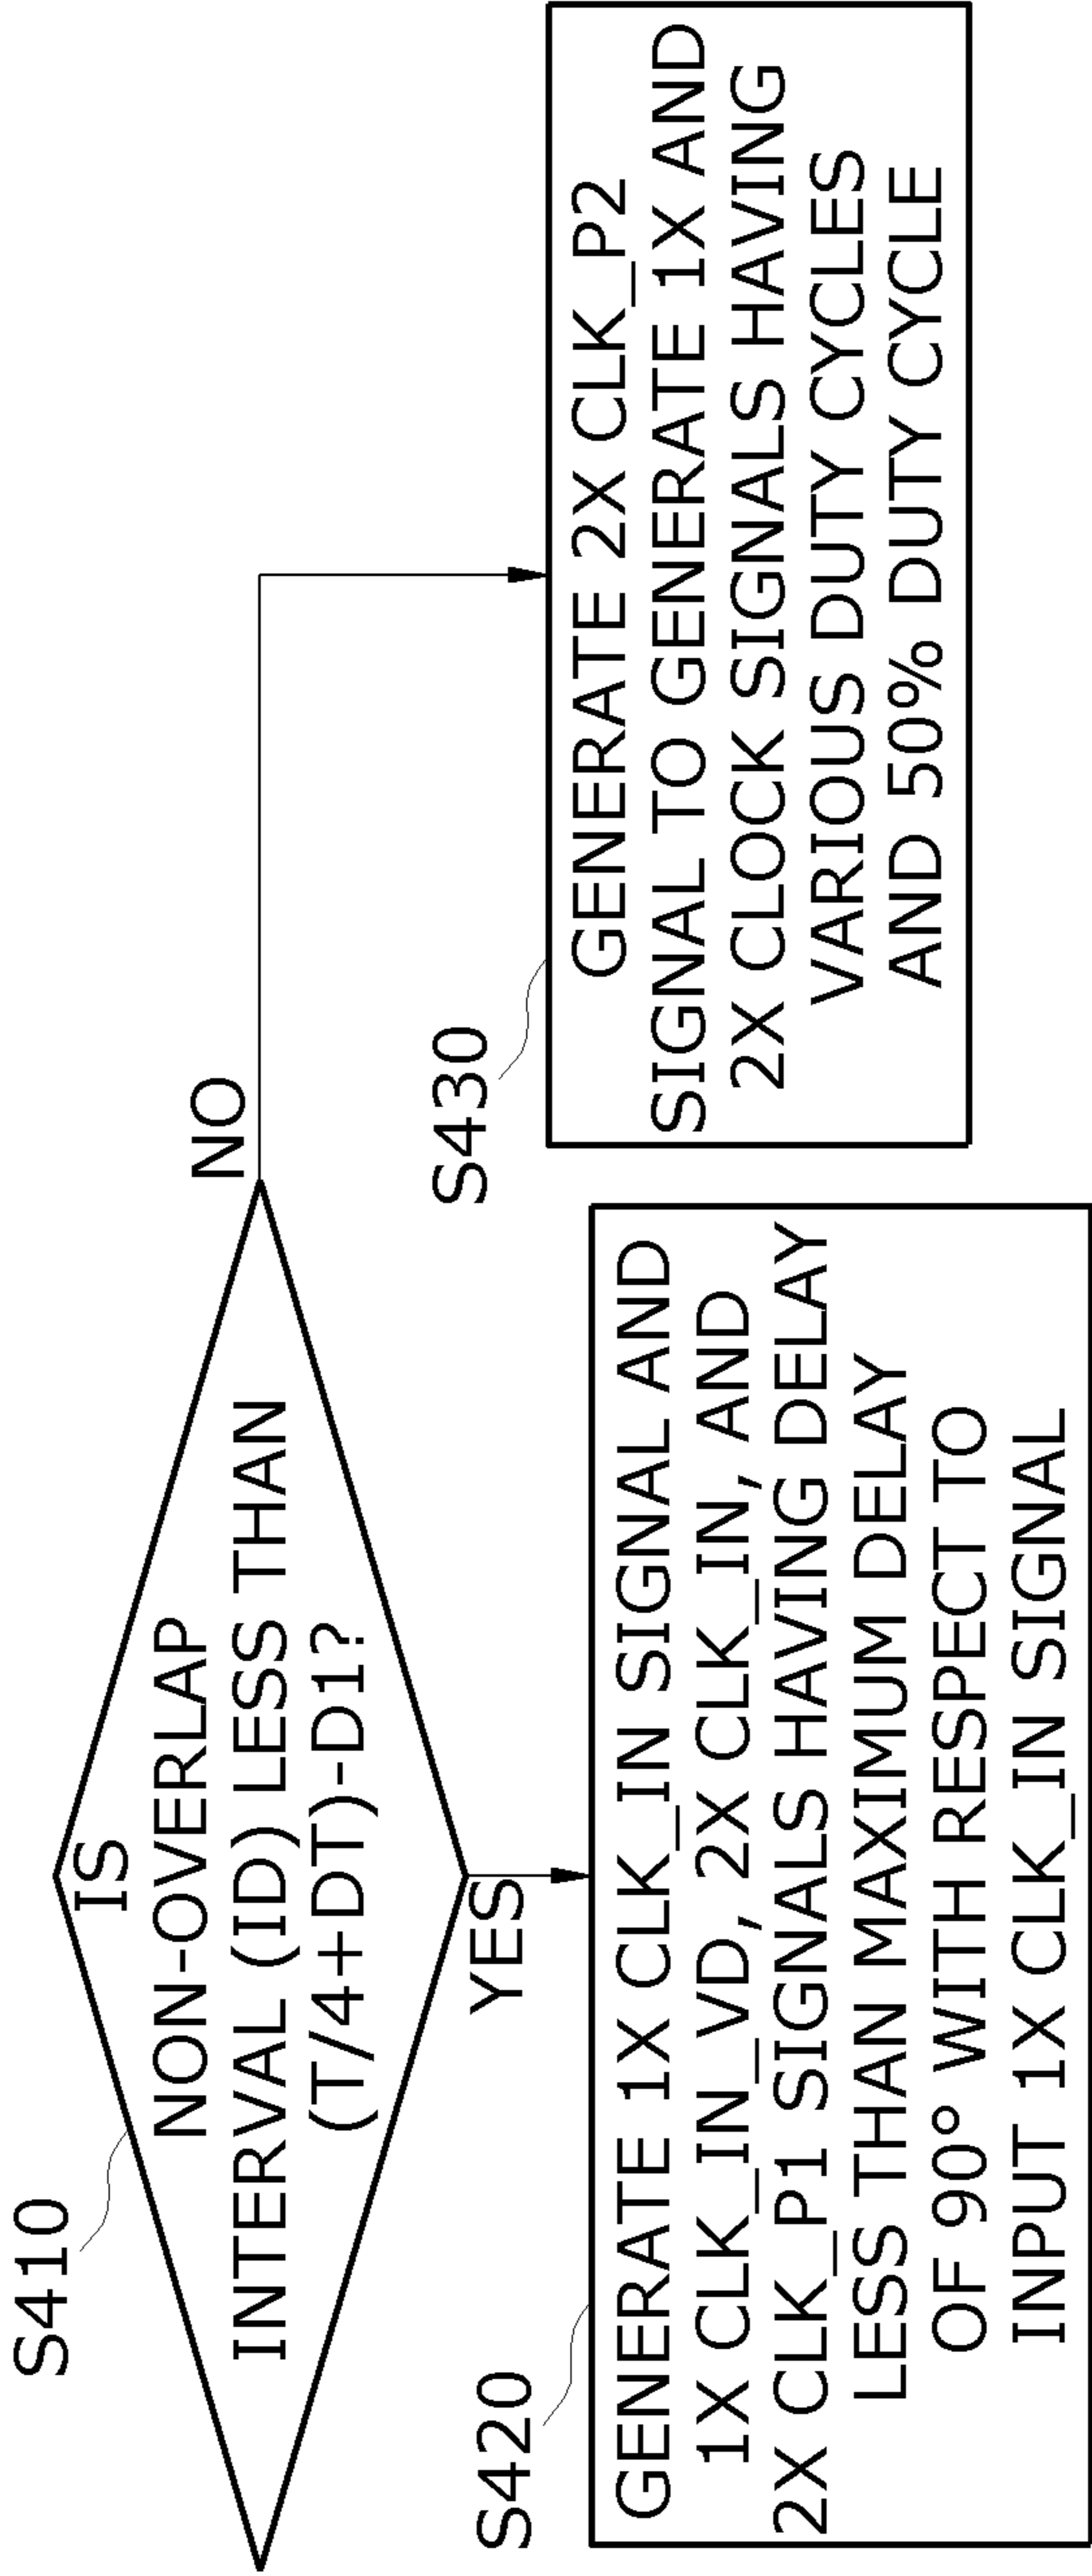 S410
IS
NON-OVERLAP
INTERVAL (ID) LESS THAN
(T/4+DT)-D1?
NO
YES
S420
GENERATE 1X CLK_IN SIGNAL AND
1X CLK_IN_VD, 2X CLK_IN, AND
2X CLK_P1 SIGNALS HAVING DELAY
LESS THAN MAXIMUM DELAY
OF 90° WITH RESPECT TO
INPUT 1X CLK_IN SIGNAL
S430
GENERATE 2X CLK_P2
SIGNAL TO GENERATE 1X AND
2X CLOCK SIGNALS HAVING
VARIOUS DUTY CYCLES
AND 50% DUTY CYCLE